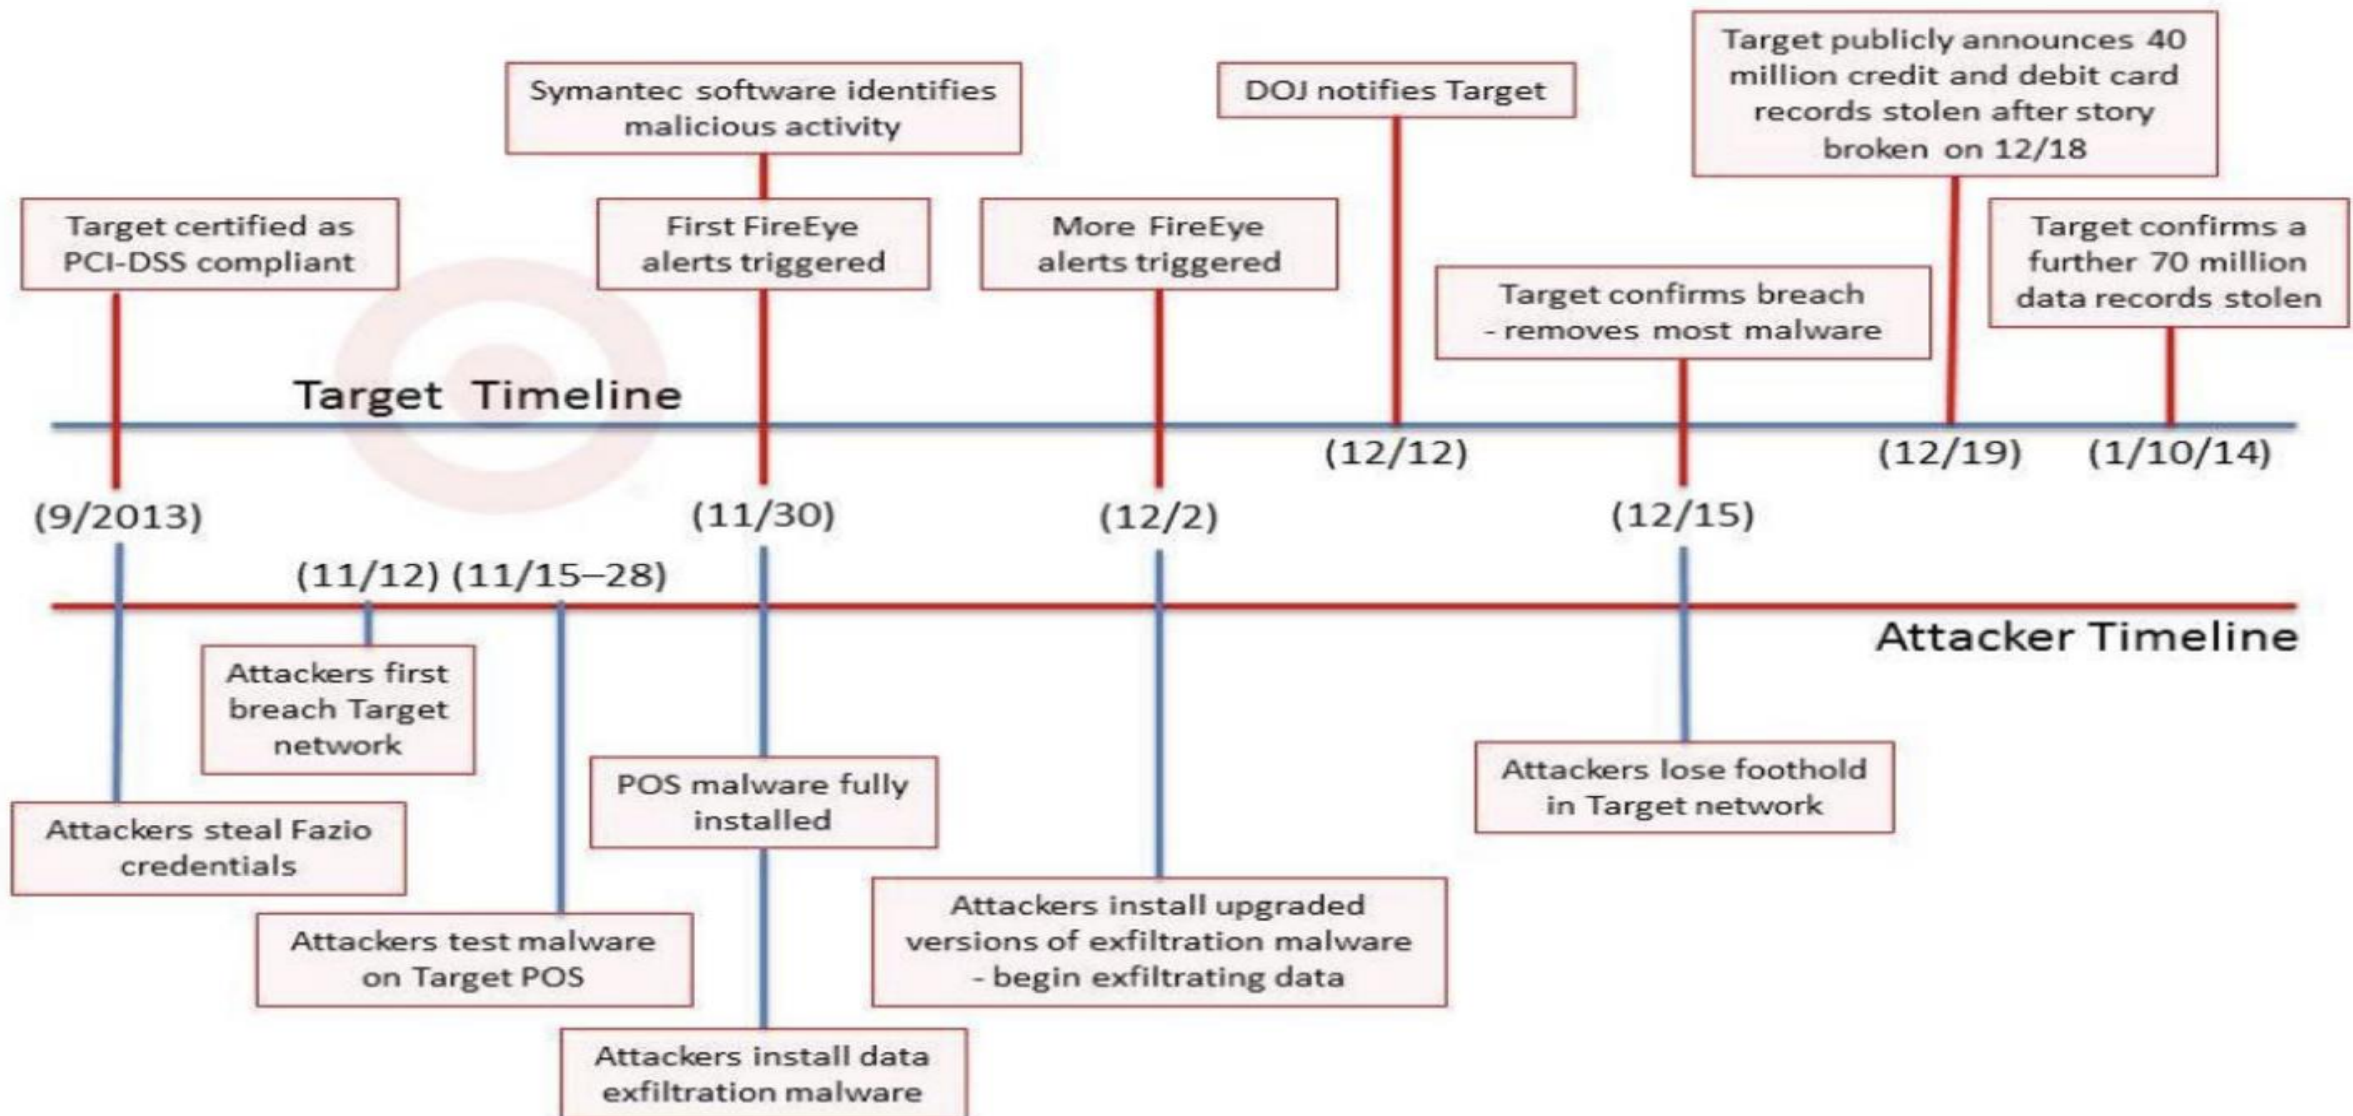 Target publicly announces 40
million credit and debit card
records stolen after story
broken on 12/18
Symantec software identifies
malicious activity
DOJ notifies Target
Target certified as
PCI-DSS compliant
First FireEye
alerts triggered
More FireEye
alerts triggered
Target confirms a
further 70 million
data records stolen
Target confirms breach
- removes most malware
Target Timeline
(12/12)
(12/19)
(1/10/14)
(9/2013)
(11/30)
(12/2)
(12/15)
(11/12)
(11/15–28)
Attacker Timeline
Attackers first
breach Target
network
POS malware fully
installed
Attackers lose foothold
in Target network
Attackers steal Fazio
credentials
Attackers install upgraded
versions of exfiltration malware
- begin exfiltrating data
Attackers test malware
on Target POS
Attackers install data
exfiltration malware